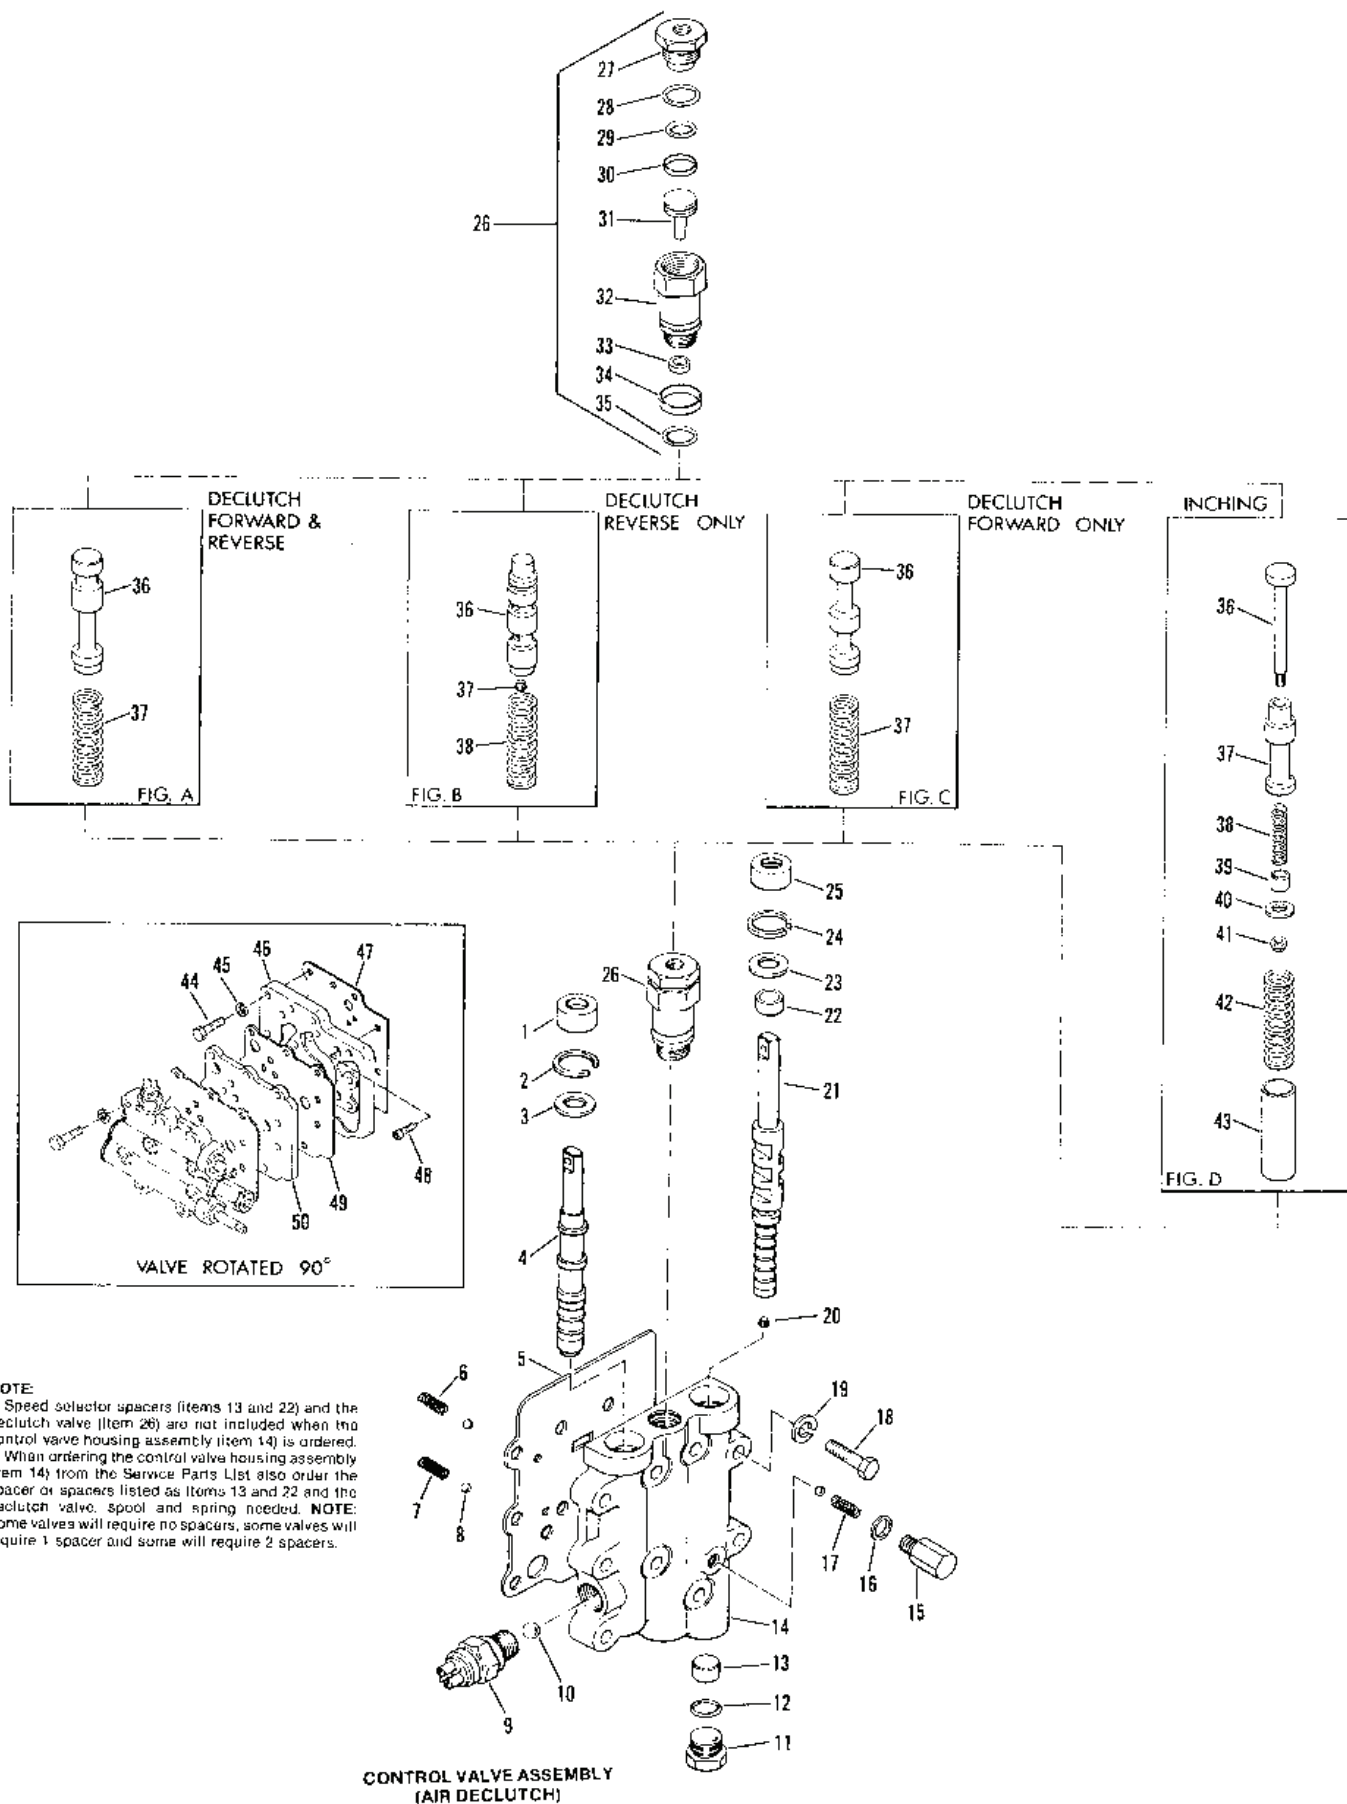 27
28
29
30
26
31
32
33
34
35
DECLUTCH
FORWARD &
REVERSE
DECLUTCH
REVERSE ONLY
DECLUTCH
FORWARD ONLY
INCHING
36
37
FIG. A
36
37
38
FIG. B
36
37
FIG. C
36
37
38
39
40
41
42
43
FIG. D
25
24
23
22
21
20
26
1
2
3
4
44
45
46
47
48
49
50
VALVE ROTATED 90°
5
6
7
8
19
18
17
16
15
14
13
12
11
10
9
OTE:
Speed selector spacers (items 13 and 22) and the
eclutch valve (Item 26) are not included when the
ontrol valve housing assembly (item 14) is ordered.
When ordering the control valve housing assembly
em 14) from the Service Parts List also order the
pacer or spacers listed as Items 13 and 22 and the
eclutch valve, spool and spring needed. NOTE:
ome valves will require no spacers, some valves will
quire 1 spacer and some will require 2 spacers.
CONTROL VALVE ASSEMBLY
(AIR DECLUTCH)